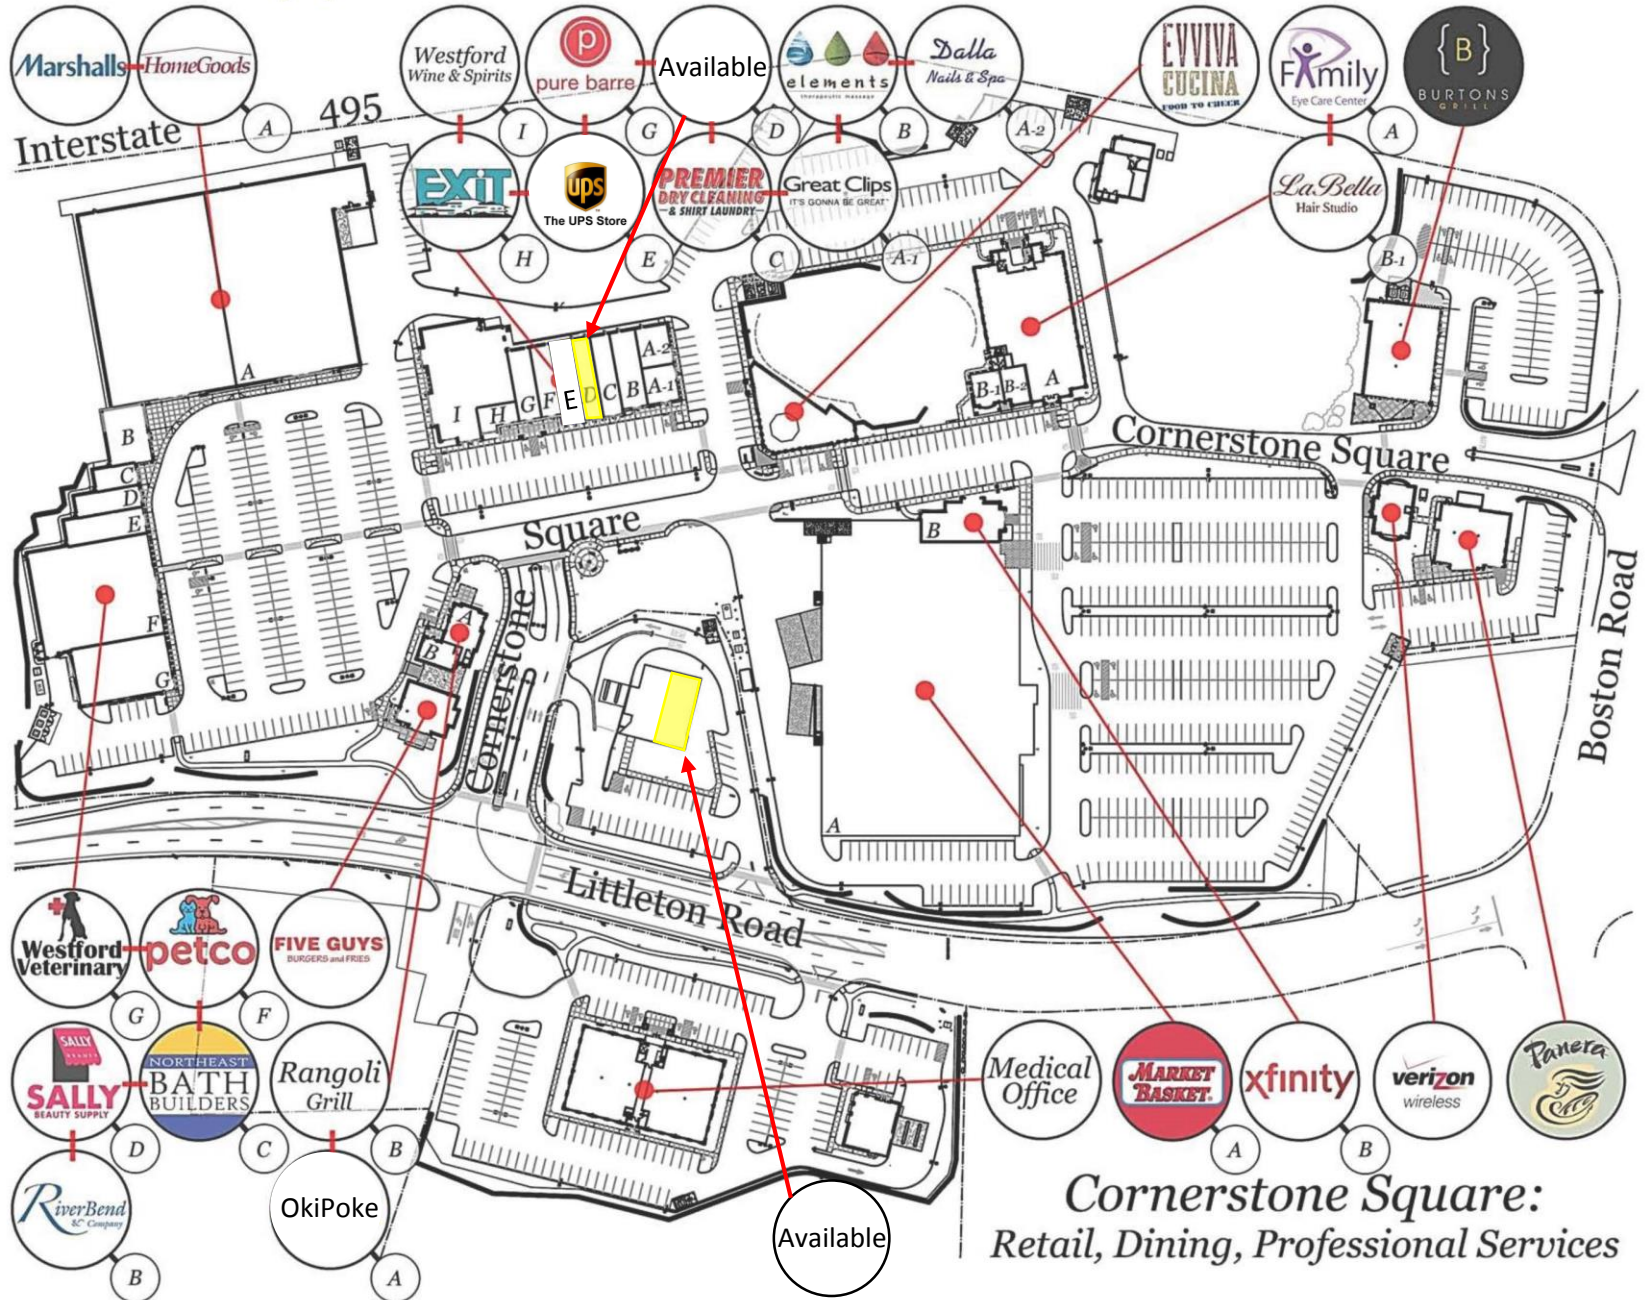 Marshalls
HomeGoods
A
Interstate 495
Westford
Wine & Spirits
I
pure barre
G
Available
D
elements
therapeutic massage
B
Dalla
Nails & Spa
A-2
EVVIVA
CUCINA
FOOD TO CHEER
Family
Eye Care Center
A
{B}
BURTONS
GRILL
EXiT
H
ups
The UPS Store
E
PREMIER
DRY CLEANING
& SHIRT LAUNDRY
C
Great Clips
IT'S GONNA BE GREAT
A-1
La Bella
Hair Studio
B-1
A
B
C
D
E
F
G
I
H
G
F
E
D
C
B
A-2
A-1
B-1
B-2
A
Cornerstone Square
Square
Cornerstone
B
A
A
B
Boston Road
Littleton Road
Westford
Veterinary
G
petco
F
FIVE GUYS
BURGERS and FRIES
SALLY
BEAUTY
SALLY
BEAUTY SUPPLY
D
NORTHEAST
BATH
BUILDERS
C
Rangoli
Grill
B
RiverBend
& Company
B
OkiPoke
A
Available
Medical
Office
MARKET
BASKET
A
xfinity
B
verizon
wireless
Panera
Cornerstone Square:
Retail, Dining, Professional Services